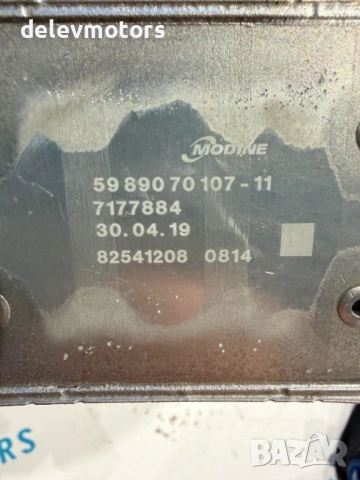 delevmotors
MODINE
59 890 70 107-11
7177884
30.04.19
82541208 0814
RS
BAZAR